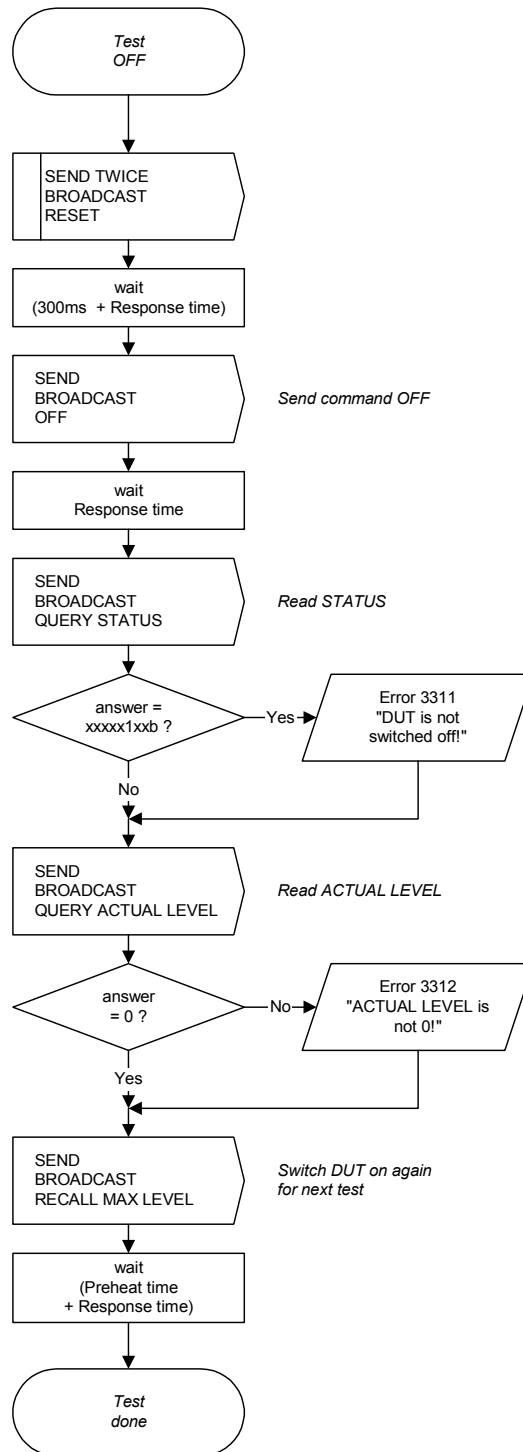 Test
OFF
SEND TWICE
BROADCAST
RESET
wait
(300ms + Response time)
SEND
BROADCAST
OFF
Send command OFF
wait
Response time
SEND
BROADCAST
QUERY STATUS
Read STATUS
answer =
xxxxx1xxb ?
Yes
Error 3311
"DUT is not
switched off!"
No
SEND
BROADCAST
QUERY ACTUAL LEVEL
Read ACTUAL LEVEL
answer
= 0 ?
No
Error 3312
"ACTUAL LEVEL is
not 0!"
Yes
SEND
BROADCAST
RECALL MAX LEVEL
Switch DUT on again
for next test
wait
(Preheat time
+ Response time)
Test
done